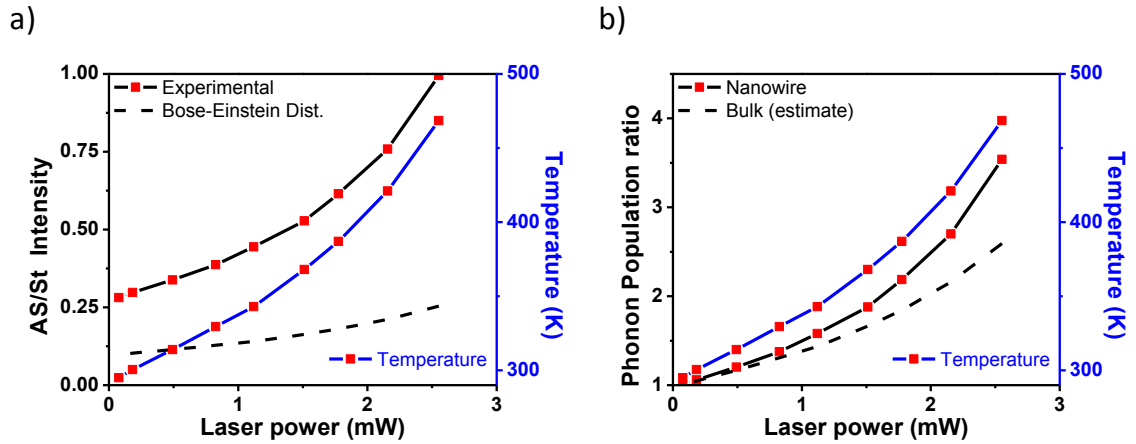 a)
1.00
0.75
0.50
0.25
0.00
AS/St Intensity
Experimental
Bose-Einstein Dist.
Temperature
500
400
300
Temperature (K)
0
1
2
3
Laser power (mW)
b)
4
3
2
1
Phonon Population ratio
Nanowire
Bulk (estimate)
Temperature
500
400
300
Temperature (K)
0
1
2
3
Laser power (mW)